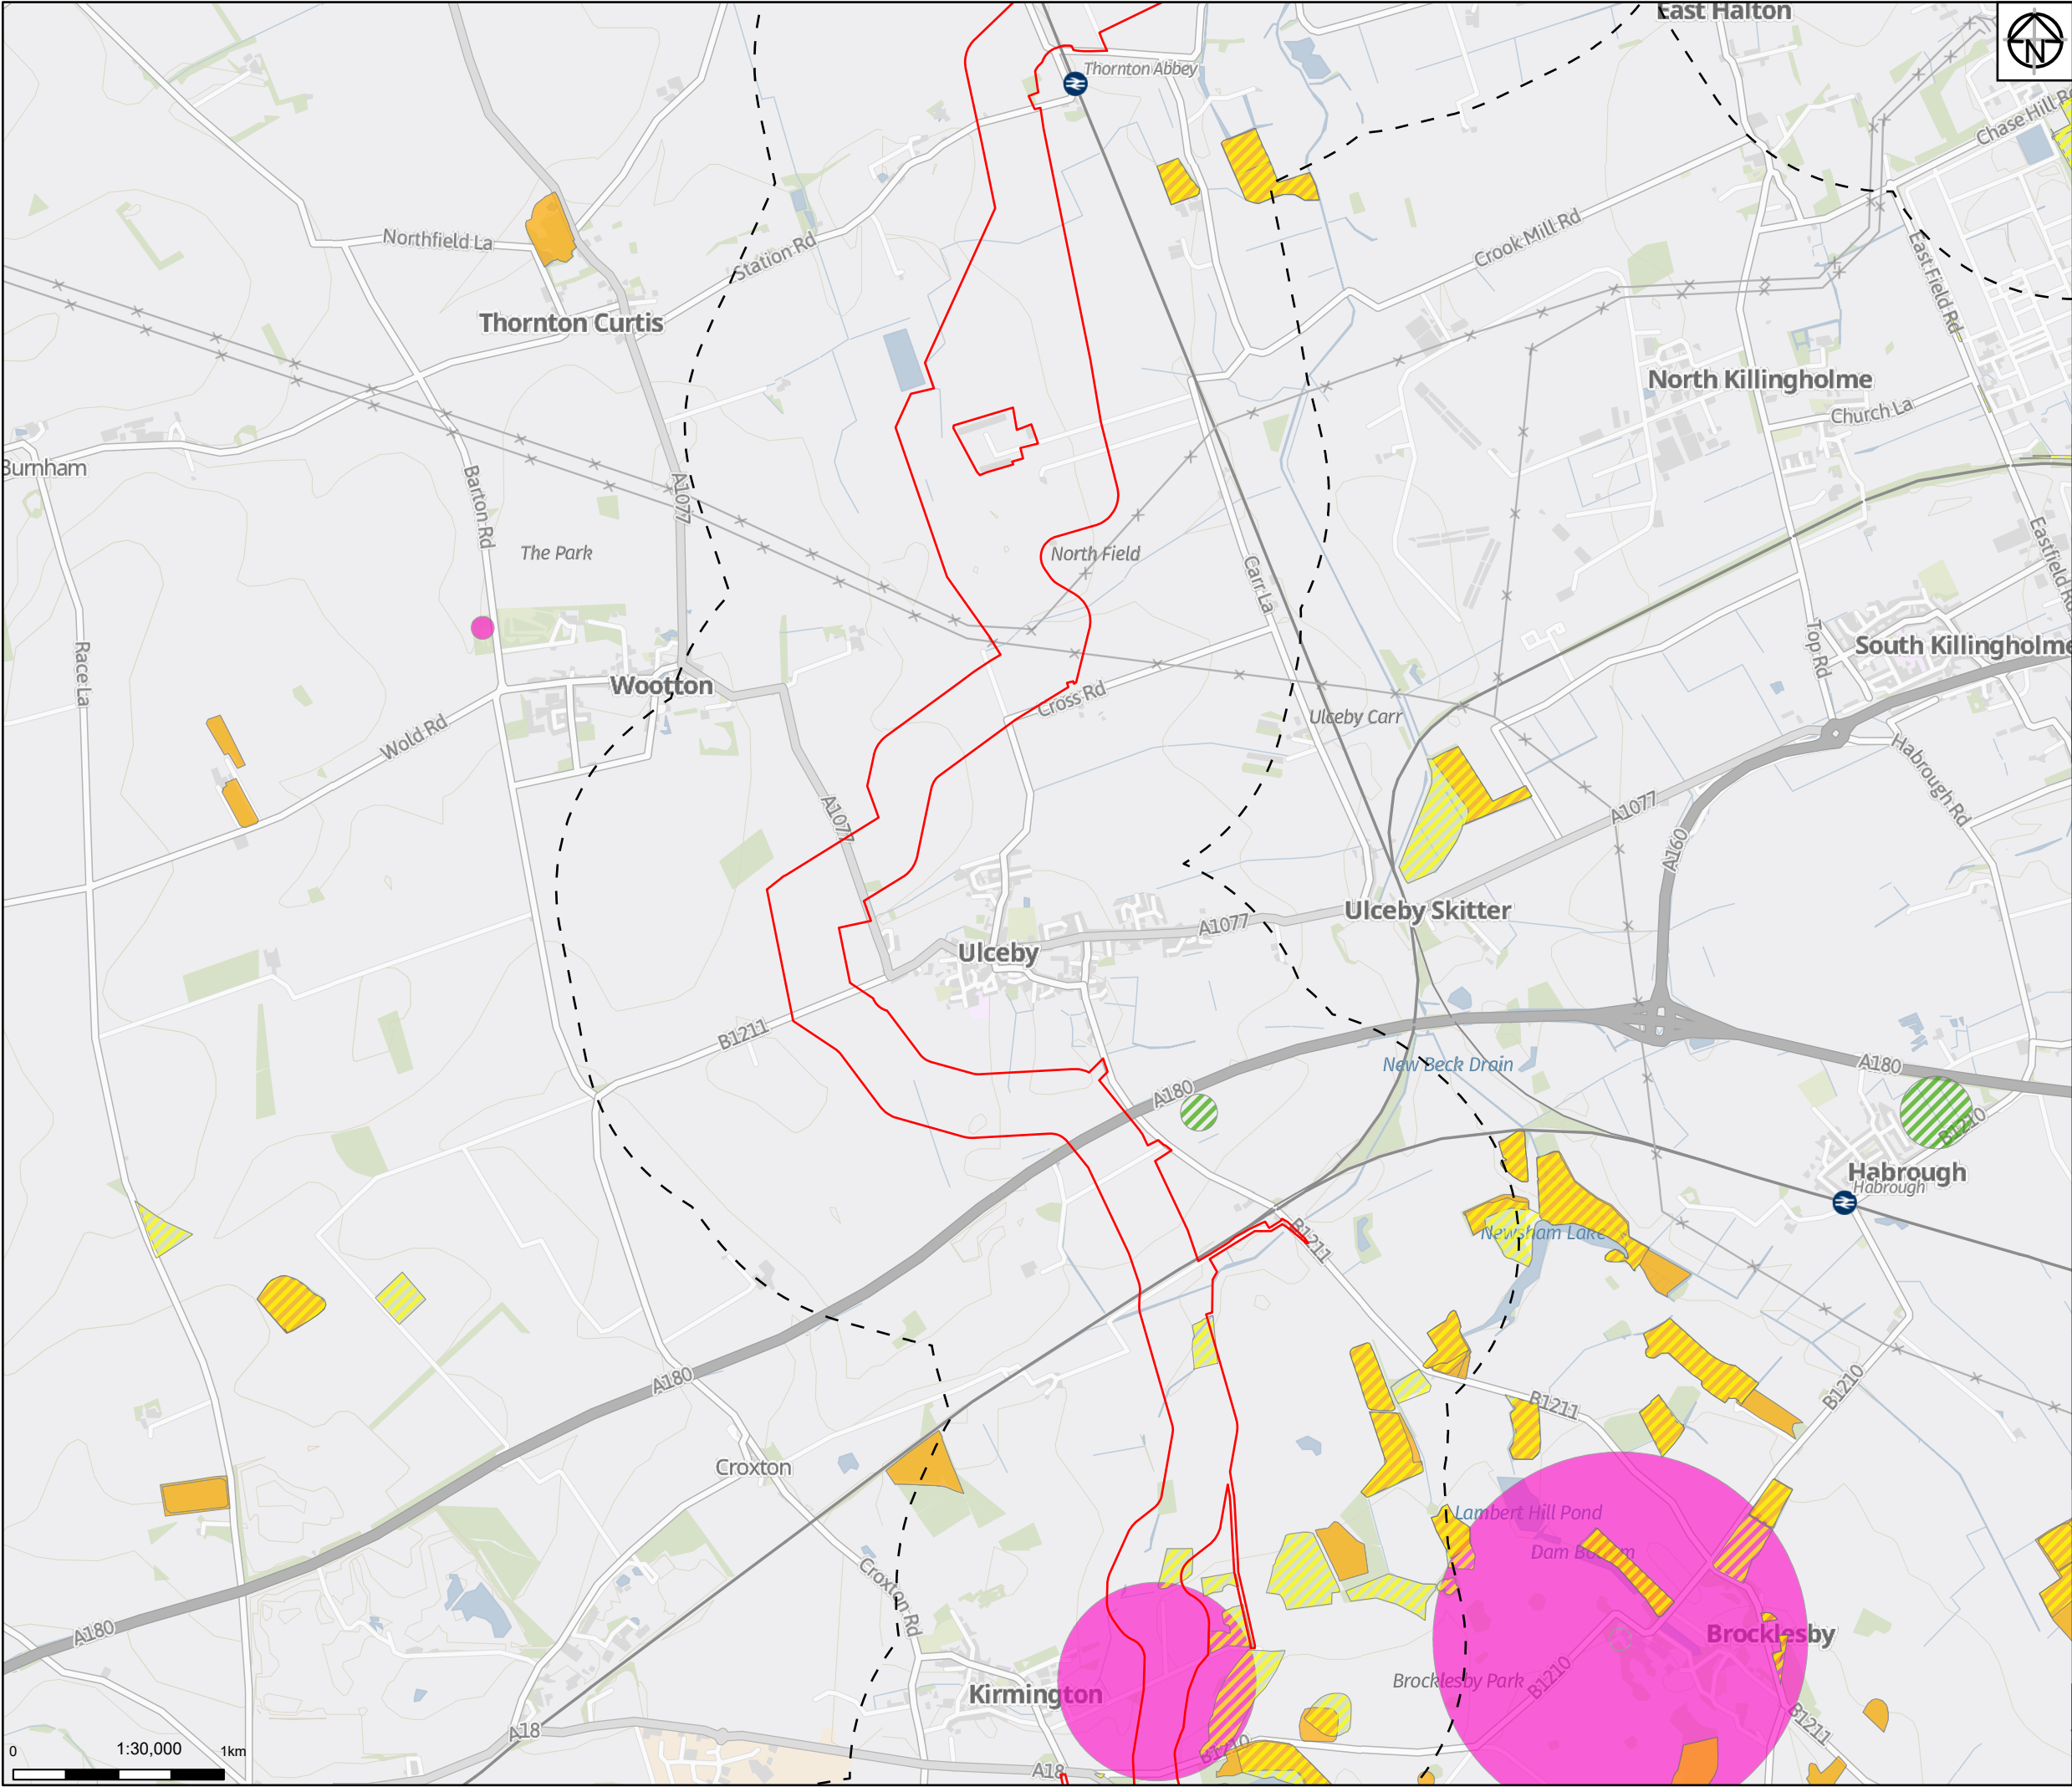 East Halton
N
Thornton Abbey
Chase Hill
Northfield La
Station Rd
Crook Mill Rd
East Field Rd
Thornton Curtis
North Killingholme
Church La
Burnham
Barton Rd
A1077
The Park
North Field
Carr La
Eastfield
Race La
Top Rd
South Killingholme
Wootton
Cross Rd
Ulceby Carr
Wold Rd
Habrough Rd
A1077
A1077
A160
Ulceby Skitter
A1077
Ulceby
B1211
New Beck Drain
A180
A180
B1210
Habrough
Habrough
Newsham Lake
B1211
A180
B1210
B1211
Croxton
Lambert Hill Pond
Dam Bottom
Croxton Rd
A180
Brocklesby
Brocklesby Park
B1210
Kirmington
B1211
A18
B1210
A18
0
1:30,000
1km